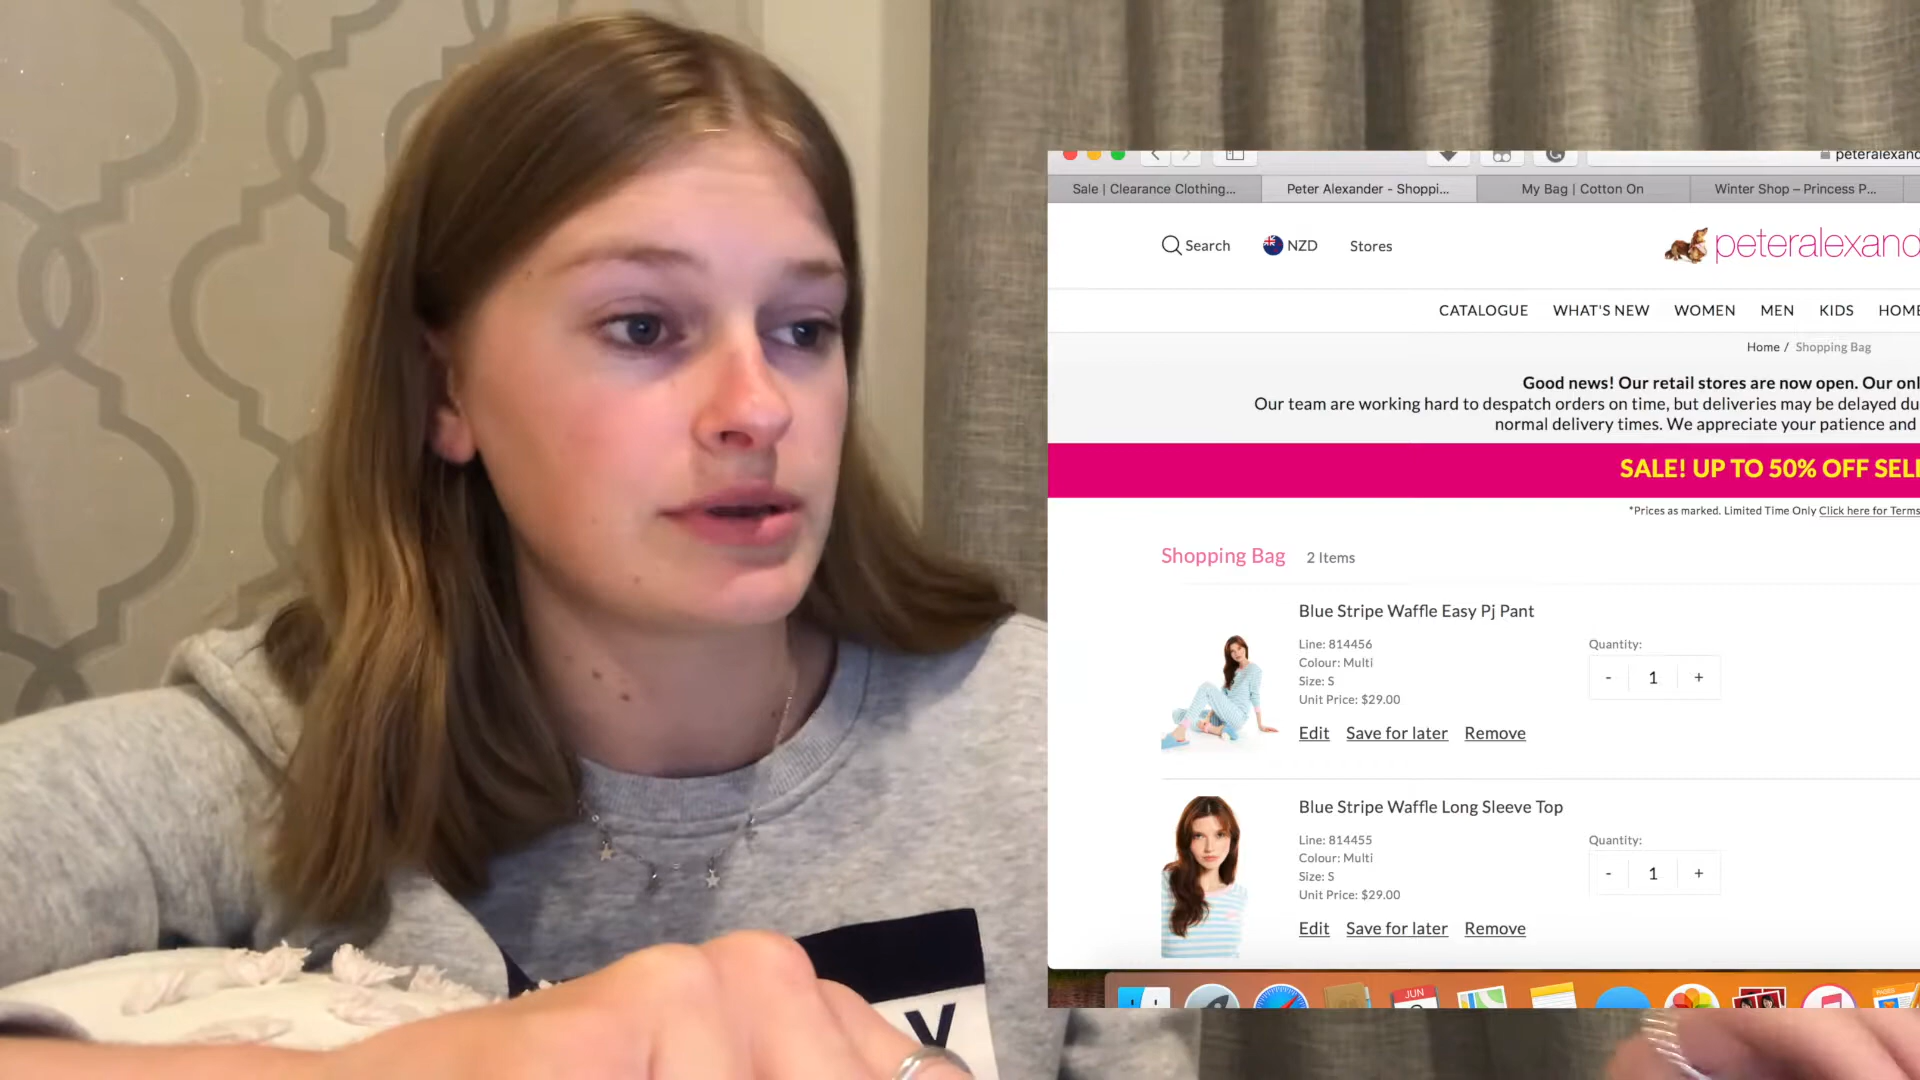 peteralexand
Sale | Clearance Clothing...
Peter Alexander - Shoppi...
My Bag | Cotton On
Winter Shop – Princess P...
Search
NZD
Stores
peteralexand
CATALOGUE
WHAT'S NEW
WOMEN
MEN
KIDS
HOME
Home / Shopping Bag
Good news! Our retail stores are now open. Our onl
Our team are working hard to despatch orders on time, but deliveries may be delayed du
normal delivery times. We appreciate your patience and
SALE! UP TO 50% OFF SELE
*Prices as marked. Limited Time Only Click here for Terms
Shopping Bag
2 Items
Blue Stripe Waffle Easy Pj Pant
Line: 814456
Colour: Multi
Size: S
Unit Price: $29.00
Quantity:
- 1 +
Edit
Save for later
Remove
Blue Stripe Waffle Long Sleeve Top
Line: 814455
Colour: Multi
Size: S
Unit Price: $29.00
Quantity:
- 1 +
Edit
Save for later
Remove
JUN
Y